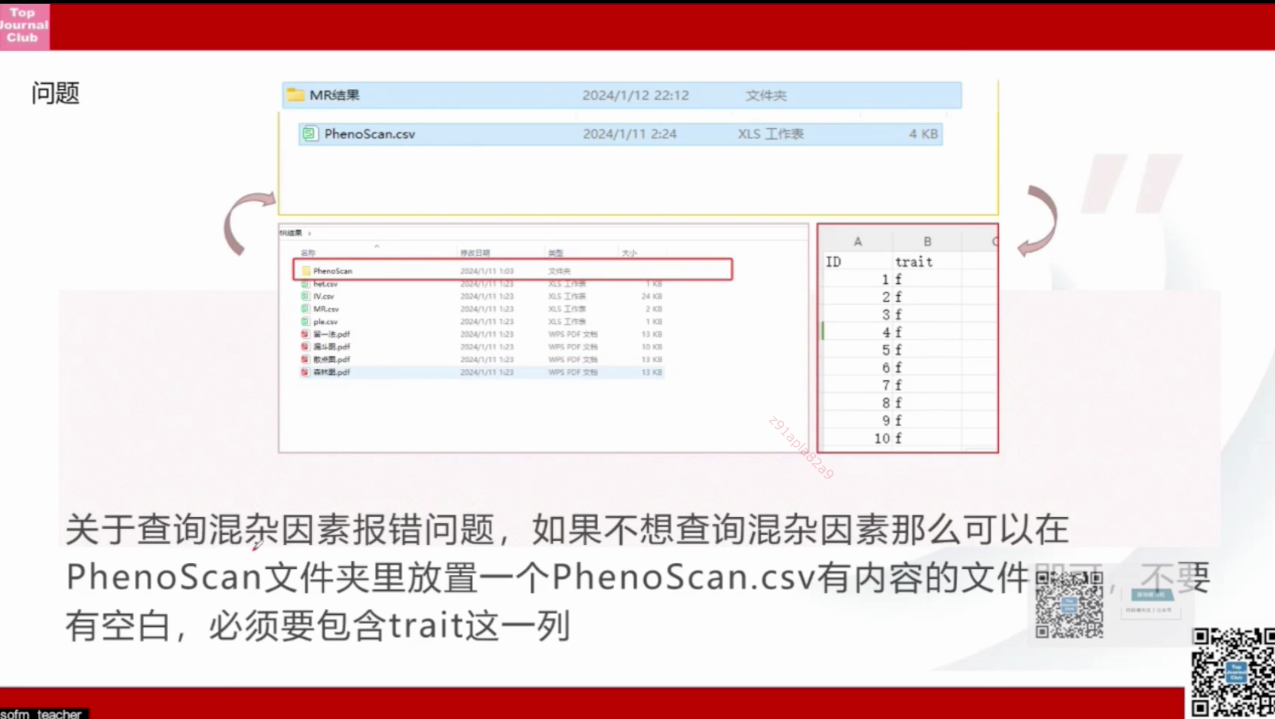 Top
Journal
Club
问题
MR结果 2024/1/12 22:12 文件夹
PhenoScan.csv 2024/1/11 2:24 XLS 工作表 4 KB
MR结果 ›
名称 修改日期 类型 大小
PhenoScan 2024/1/11 1:03 文件夹
het.csv 2024/1/11 1:23 XLS 工作表 1 KB
IV.csv 2024/1/11 1:23 XLS 工作表 24 KB
MR.csv 2024/1/11 1:23 XLS 工作表 2 KB
ple.csv 2024/1/11 1:23 XLS 工作表 1 KB
留一法.pdf 2024/1/11 1:23 WPS PDF 文档 13 KB
漏斗图.pdf 2024/1/11 1:23 WPS PDF 文档 10 KB
散点图.pdf 2024/1/11 1:23 WPS PDF 文档 13 KB
森林图.pdf 2024/1/11 1:23 WPS PDF 文档 13 KB
A B C
ID trait
1 f
2 f
3 f
4 f
5 f
6 f
7 f
8 f
9 f
10 f
z91apla82a9
关于查询混杂因素报错问题，如果不想查询混杂因素那么可以在
PhenoScan文件夹里放置一个PhenoScan.csv有内容的文件即可，不要
有空白，必须要包含trait这一列
Top
Journal
Club
sofm_teacher